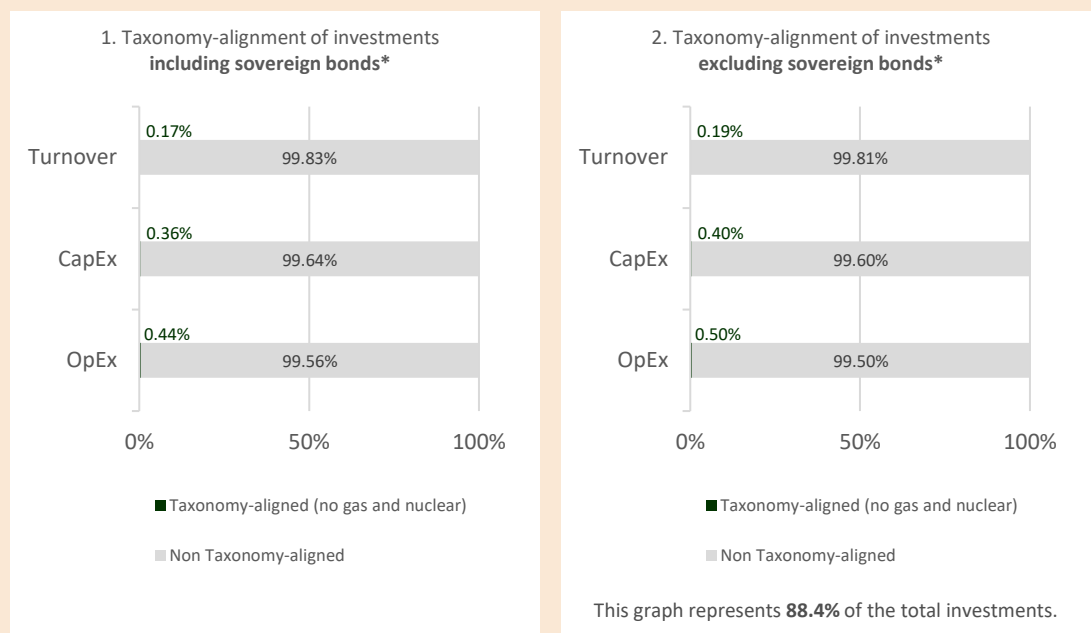 1. Taxonomy-alignment of investments
including sovereign bonds*
Turnover
0.17%
99.83%
CapEx
0.36%
99.64%
OpEx
0.44%
99.56%
0%
50%
100%
Taxonomy-aligned (no gas and nuclear)
Non Taxonomy-aligned
2. Taxonomy-alignment of investments
excluding sovereign bonds*
Turnover
0.19%
99.81%
CapEx
0.40%
99.60%
OpEx
0.50%
99.50%
0%
50%
100%
Taxonomy-aligned (no gas and nuclear)
Non Taxonomy-aligned
This graph represents 88.4% of the total investments.